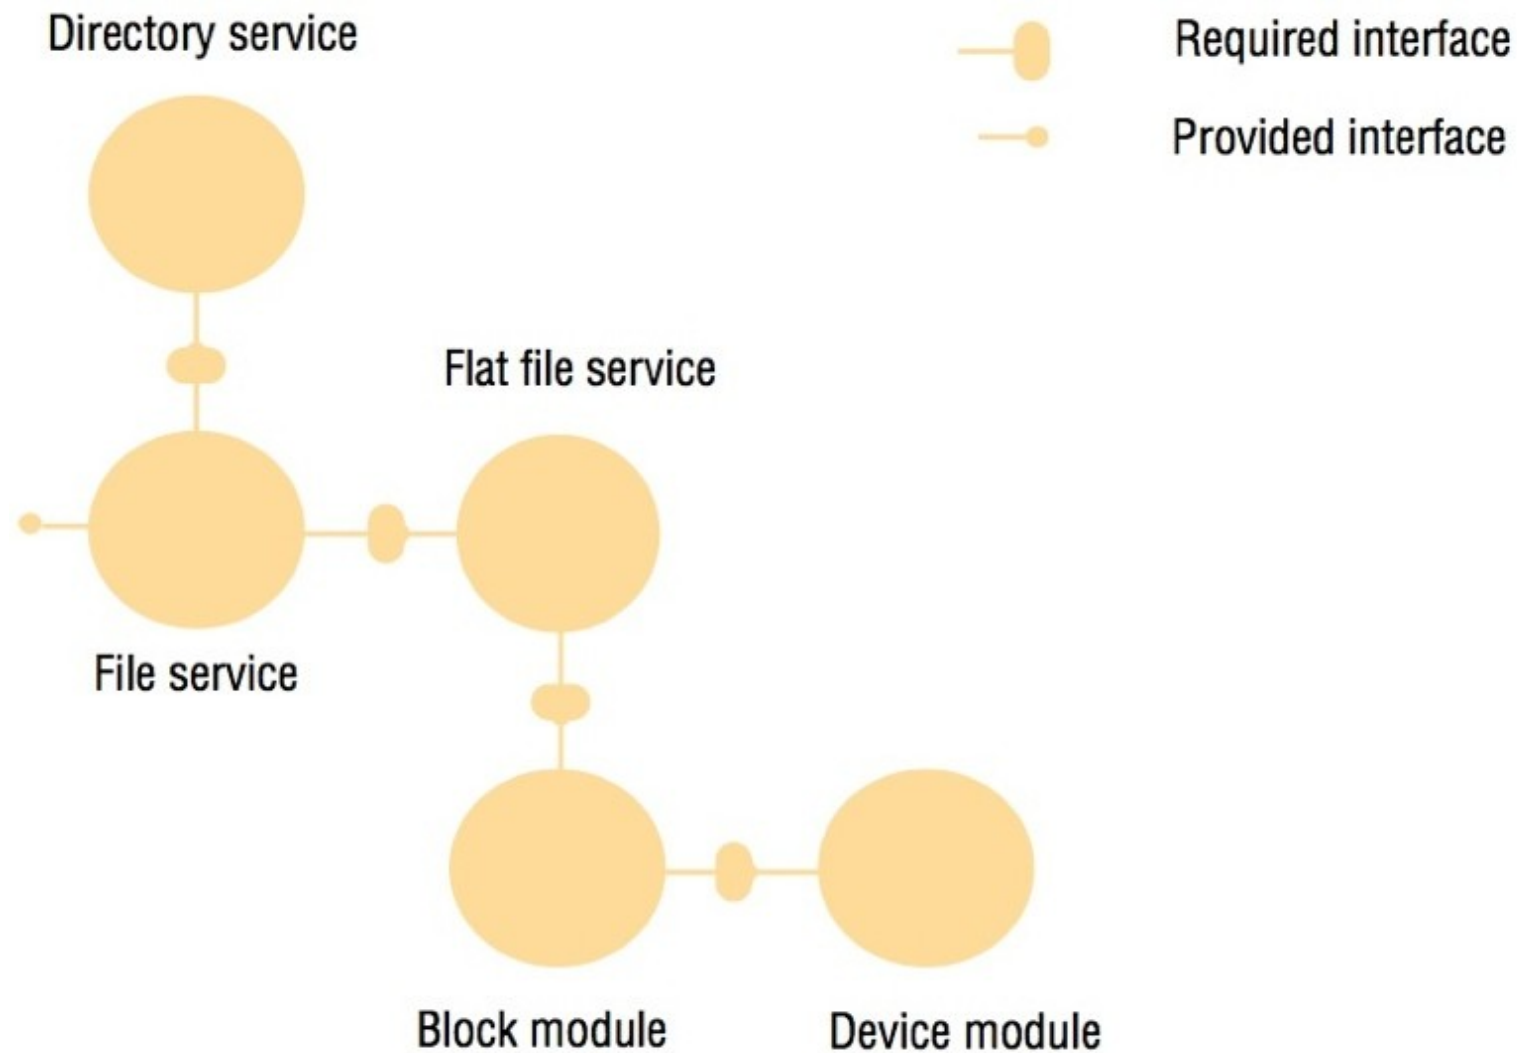 Directory service
Required interface
Provided interface
Flat file service
File service
Block module
Device module